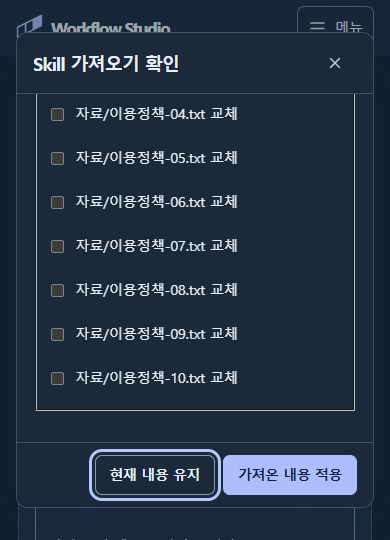 Workflow Studio
메뉴
Skill 가져오기 확인
자료/이용정책-04.txt 교체
자료/이용정책-05.txt 교체
자료/이용정책-06.txt 교체
자료/이용정책-07.txt 교체
자료/이용정책-08.txt 교체
자료/이용정책-09.txt 교체
자료/이용정책-10.txt 교체
현재 내용 유지
가져온 내용 적용